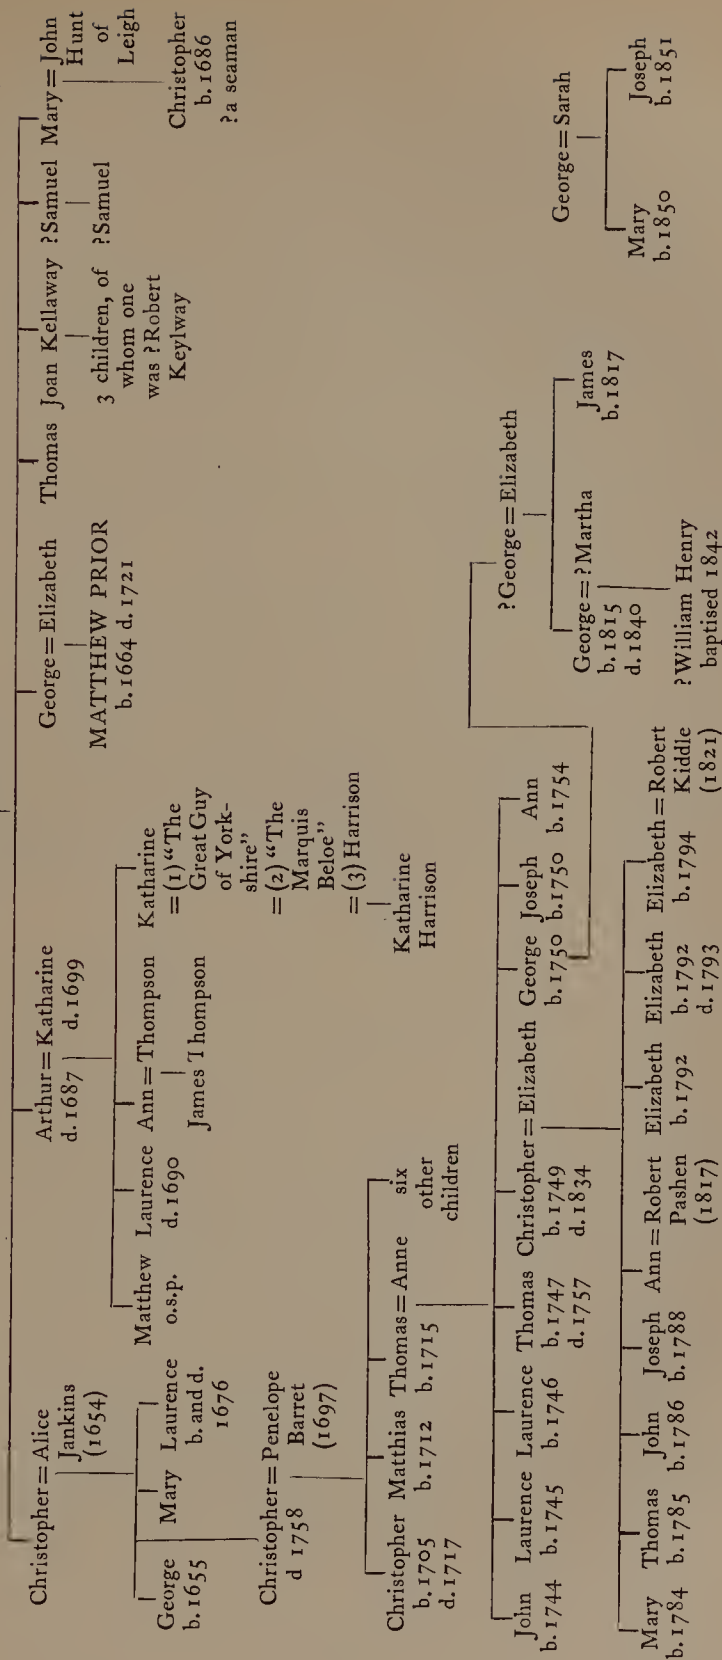 Christopher = Alice
Jankins
(1654)
Arthur = Katharine
d. 1687 d. 1699
George = Elizabeth
MATTHEW PRIOR
b. 1664 d. 1721
Thomas
Joan Kellaway
3 children, of
whom one
was ? Robert
Keylway
? Samuel
? Samuel
Mary = John
Hunt
of
Leigh
Christopher
b. 1686
? a seaman
George
b. 1655
Mary
Laurence
b. and d.
1676
Matthew
o.s.p.
Laurence
d. 1690
Ann = Thompson
James Thompson
Katharine
= (1) "The
Great Guy
of York-
shire"
= (2) "The
Marquis
Beloe"
= (3) Harrison
Katharine
Harrison
Christopher = Penelope
d 1758 Barret
(1697)
Christopher
b. 1705
d. 1717
Matthias
b. 1712
Thomas = Anne
b. 1715
six
other
children
John
b. 1744
Laurence
b. 1745
Laurence
b. 1746
Thomas
b. 1747
d. 1757
Christopher = Elizabeth
b. 1749
d. 1834
George
b. 1750
Joseph
b. 1750
Ann
b. 1754
? George = Elizabeth
George = ? Martha
b. 1815
d. 1840
James
b. 1817
? William Henry
baptised 1842
George = Sarah
Mary
b. 1850
Joseph
b. 1851
Mary
b. 1784
Thomas
b. 1785
John
b. 1786
Joseph
b. 1788
Ann = Robert
Pashen
(1817)
Elizabeth
b. 1792
Elizabeth
b. 1792
d. 1793
Elizabeth = Robert
b. 1794 Kiddle
(1821)